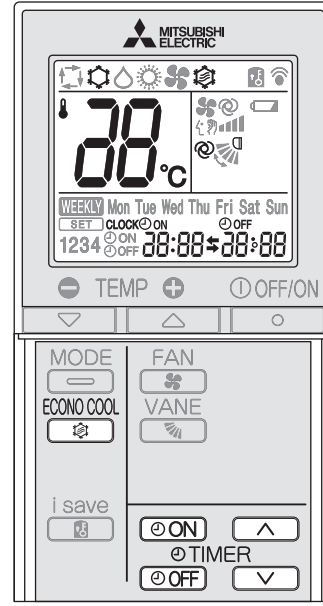 MITSUBISHI
ELECTRIC
88 °C
WEEKLY Mon Tue Wed Thu Fri Sat Sun
SET CLOCK ON OFF
1234 ON OFF 88:88 88:88
TEMP OFF/ON
MODE FAN
ECONO COOL VANE
i save
ON
TIMER
OFF